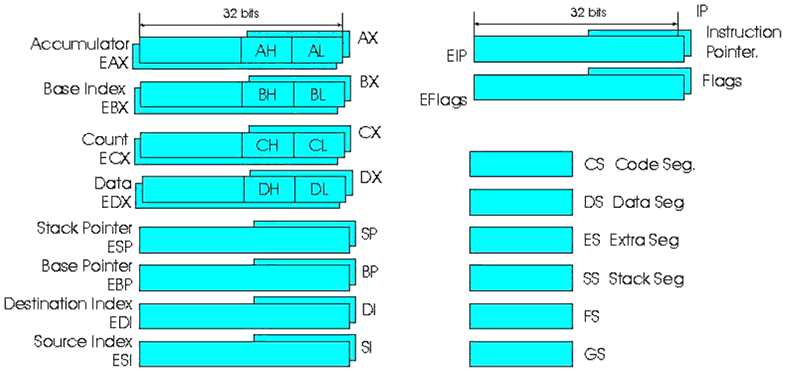 32 bits
AX
Accumulator
EAX
AH AL
BX
Base Index
EBX
BH BL
CX
Count
ECX
CH CL
DX
Data
EDX
DH DL
Stack Pointer
ESP
SP
Base Pointer
EBP
BP
Destination Index
EDI
DI
Source Index
ESI
SI
32 bits
IP
Instruction
Pointer.
EIP
Flags
EFlags
CS Code Seg.
DS Data Seg
ES Extra Seg
SS Stack Seg
FS
GS